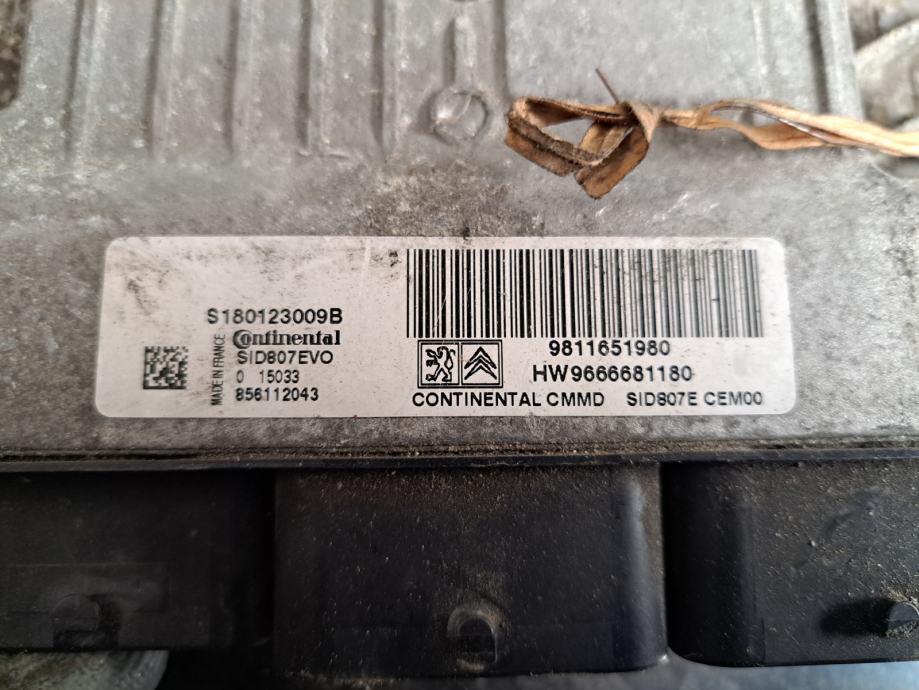 S180123009B
Continental
SID807EVO
0 15033
856112043
MADE IN FRANCE
9811651980
HW9666681180
CONTINENTAL CMMD SID807E CEM00